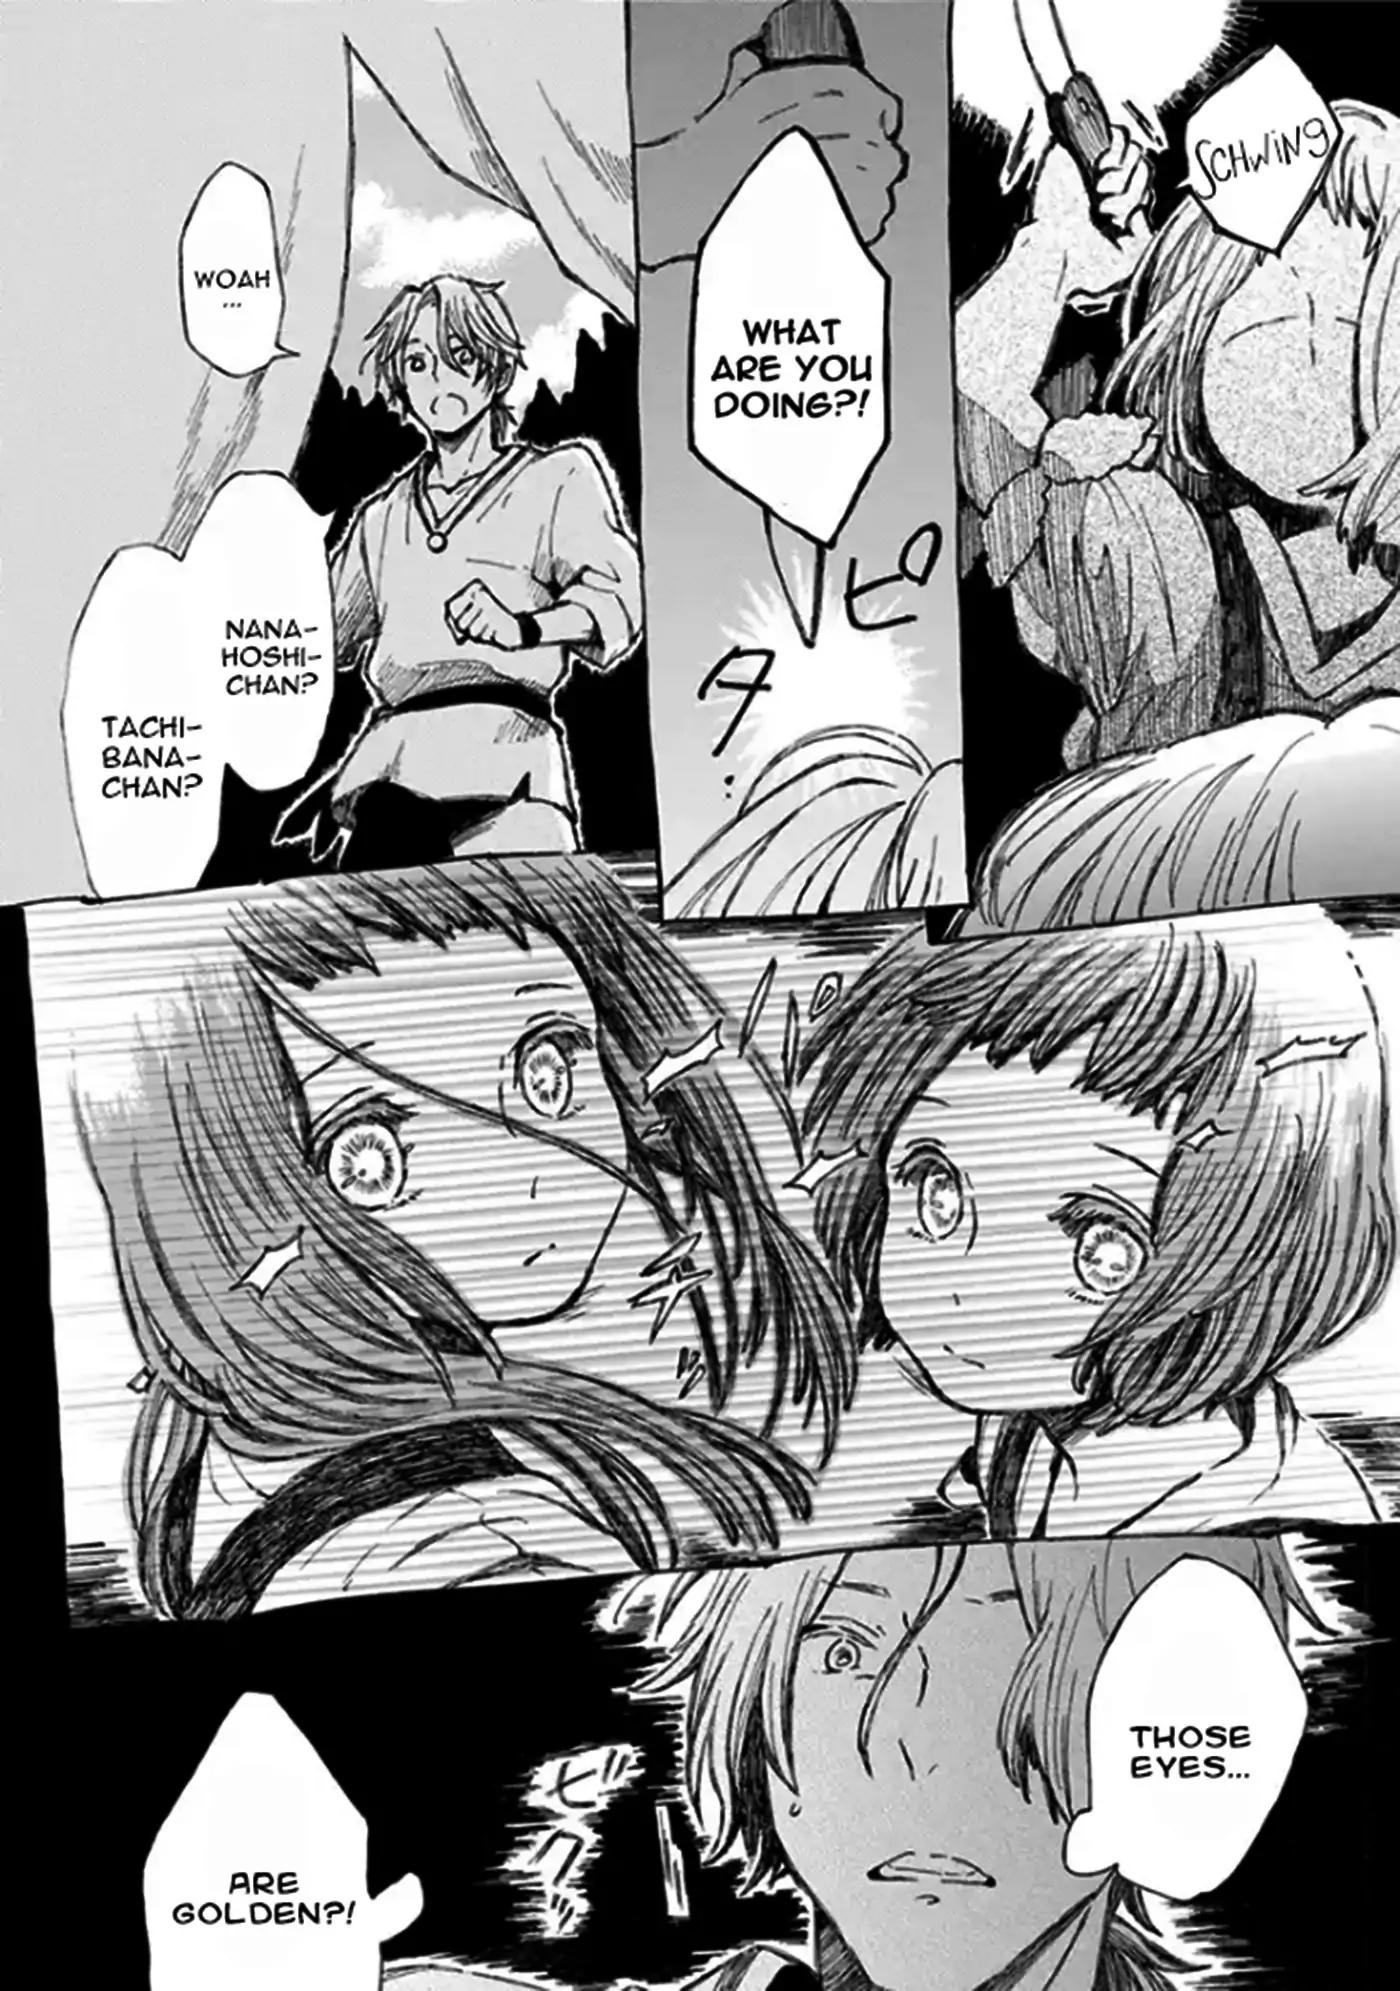 SCHWING
WHAT
ARE YOU
DOING?!
ピ
タ
WOAH
...
NANA-
HOSHI-
CHAN?
TACHI-
BANA-
CHAN?
THOSE
EYES...
ビ
ク
ARE
GOLDEN?!